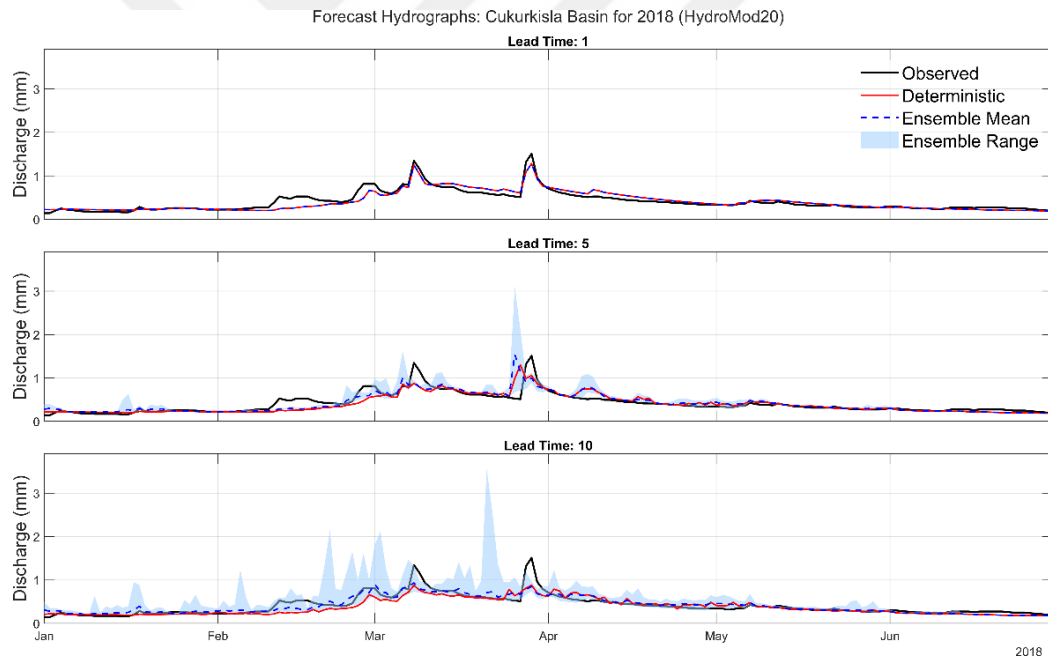 Forecast Hydrographs: Cukurkisla Basin for 2018 (HydroMod20)
Lead Time: 1
Discharge (mm)
3
2
1
0
Observed
Deterministic
Ensemble Mean
Ensemble Range
Lead Time: 5
Discharge (mm)
3
2
1
0
Lead Time: 10
Discharge (mm)
3
2
1
0
Jan Feb Mar Apr May Jun
2018